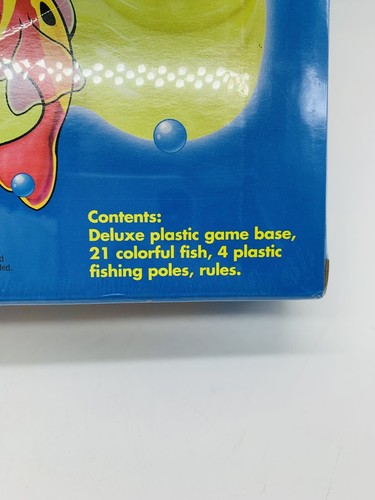 Contents:
Deluxe plastic game base,
21 colorful fish, 4 plastic
fishing poles, rules.